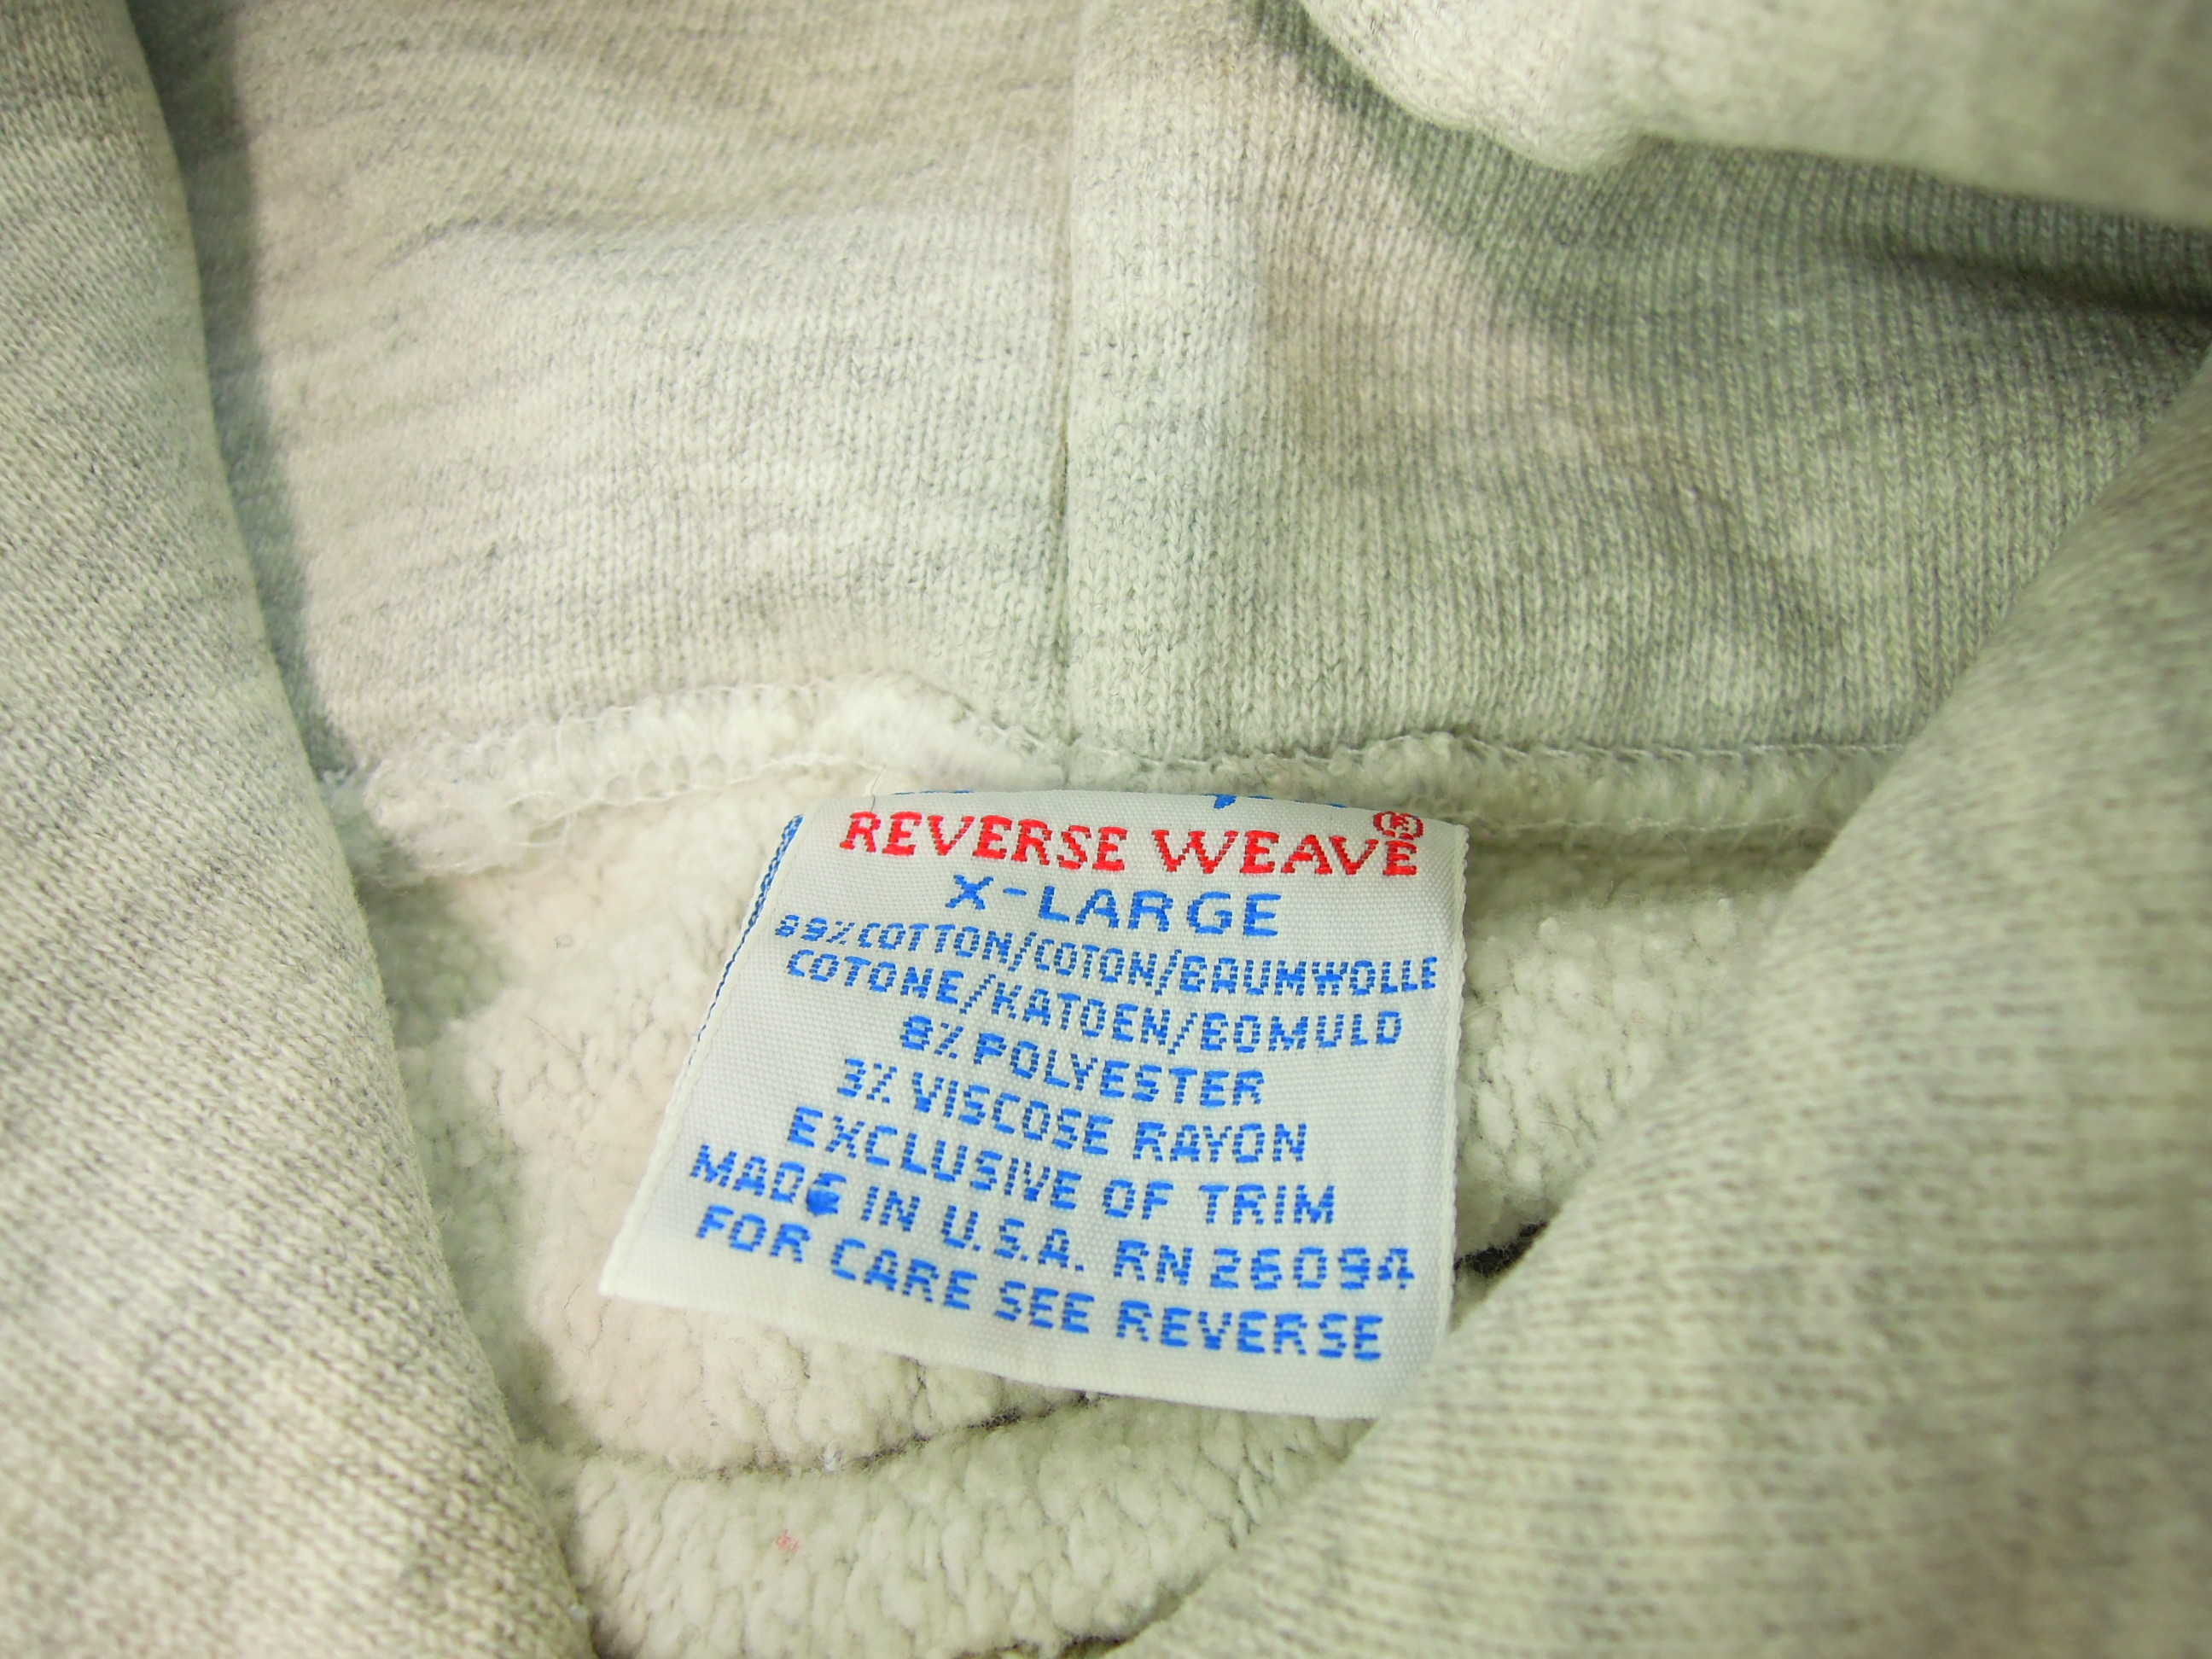 REVERSE WEAVE®
X-LARGE
89% COTTON/COTON/BAUMWOLLE
COTONE/KATOEN/BOMULD
8% POLYESTER
3% VISCOSE RAYON
EXCLUSIVE OF TRIM
MADE IN U.S.A. RN 26094
FOR CARE SEE REVERSE